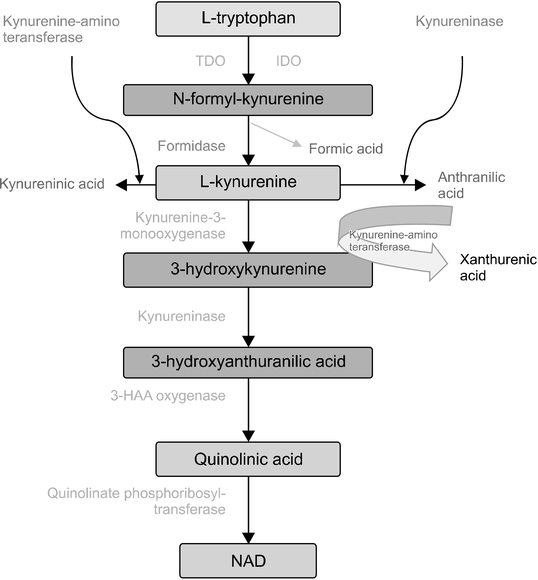 Kynurenine-amino
teransferase
L-tryptophan
Kynureninase
TDO
IDO
N-formyl-kynurenine
Formidase
Formic acid
Kynureninic acid
L-kynurenine
Anthranilic
acid
Kynurenine-3-
monooxygenase
Kynurenine-amino
teransferase
Xanthurenic
acid
3-hydroxykynurenine
Kynureninase
3-hydroxyanthuranilic acid
3-HAA oxygenase
Quinolinic acid
Quinolinate phosphoribosyl-
transferase
NAD